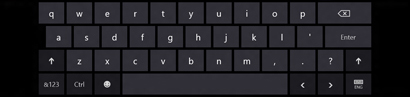 q w e r t y u i o p
a s d f g h j k l ' Enter
z x c v b n m , . ?
&123 Ctrl < > ENG